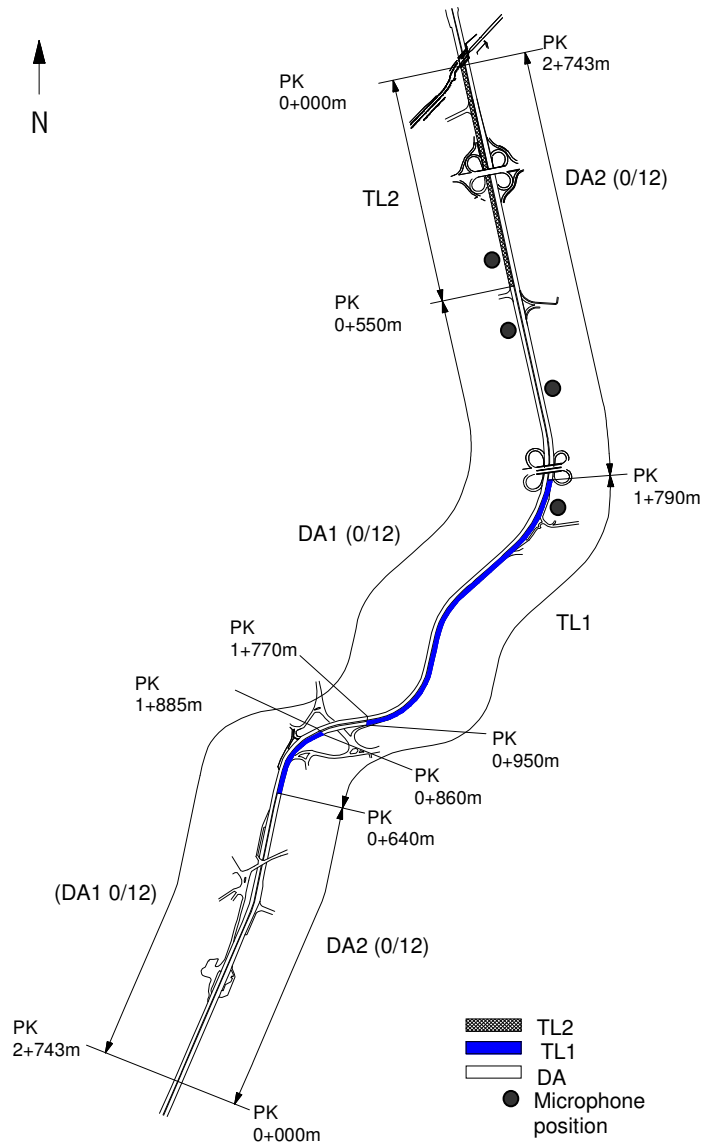 PK
2+743m
PK
0+000m
N
DA2 (0/12)
TL2
PK
0+550m
PK
1+790m
DA1 (0/12)
TL1
PK
1+770m
PK
1+885m
PK
0+950m
PK
0+860m
PK
0+640m
(DA1 0/12)
DA2 (0/12)
PK
2+743m
PK
0+000m
TL2
TL1
DA
Microphone
position